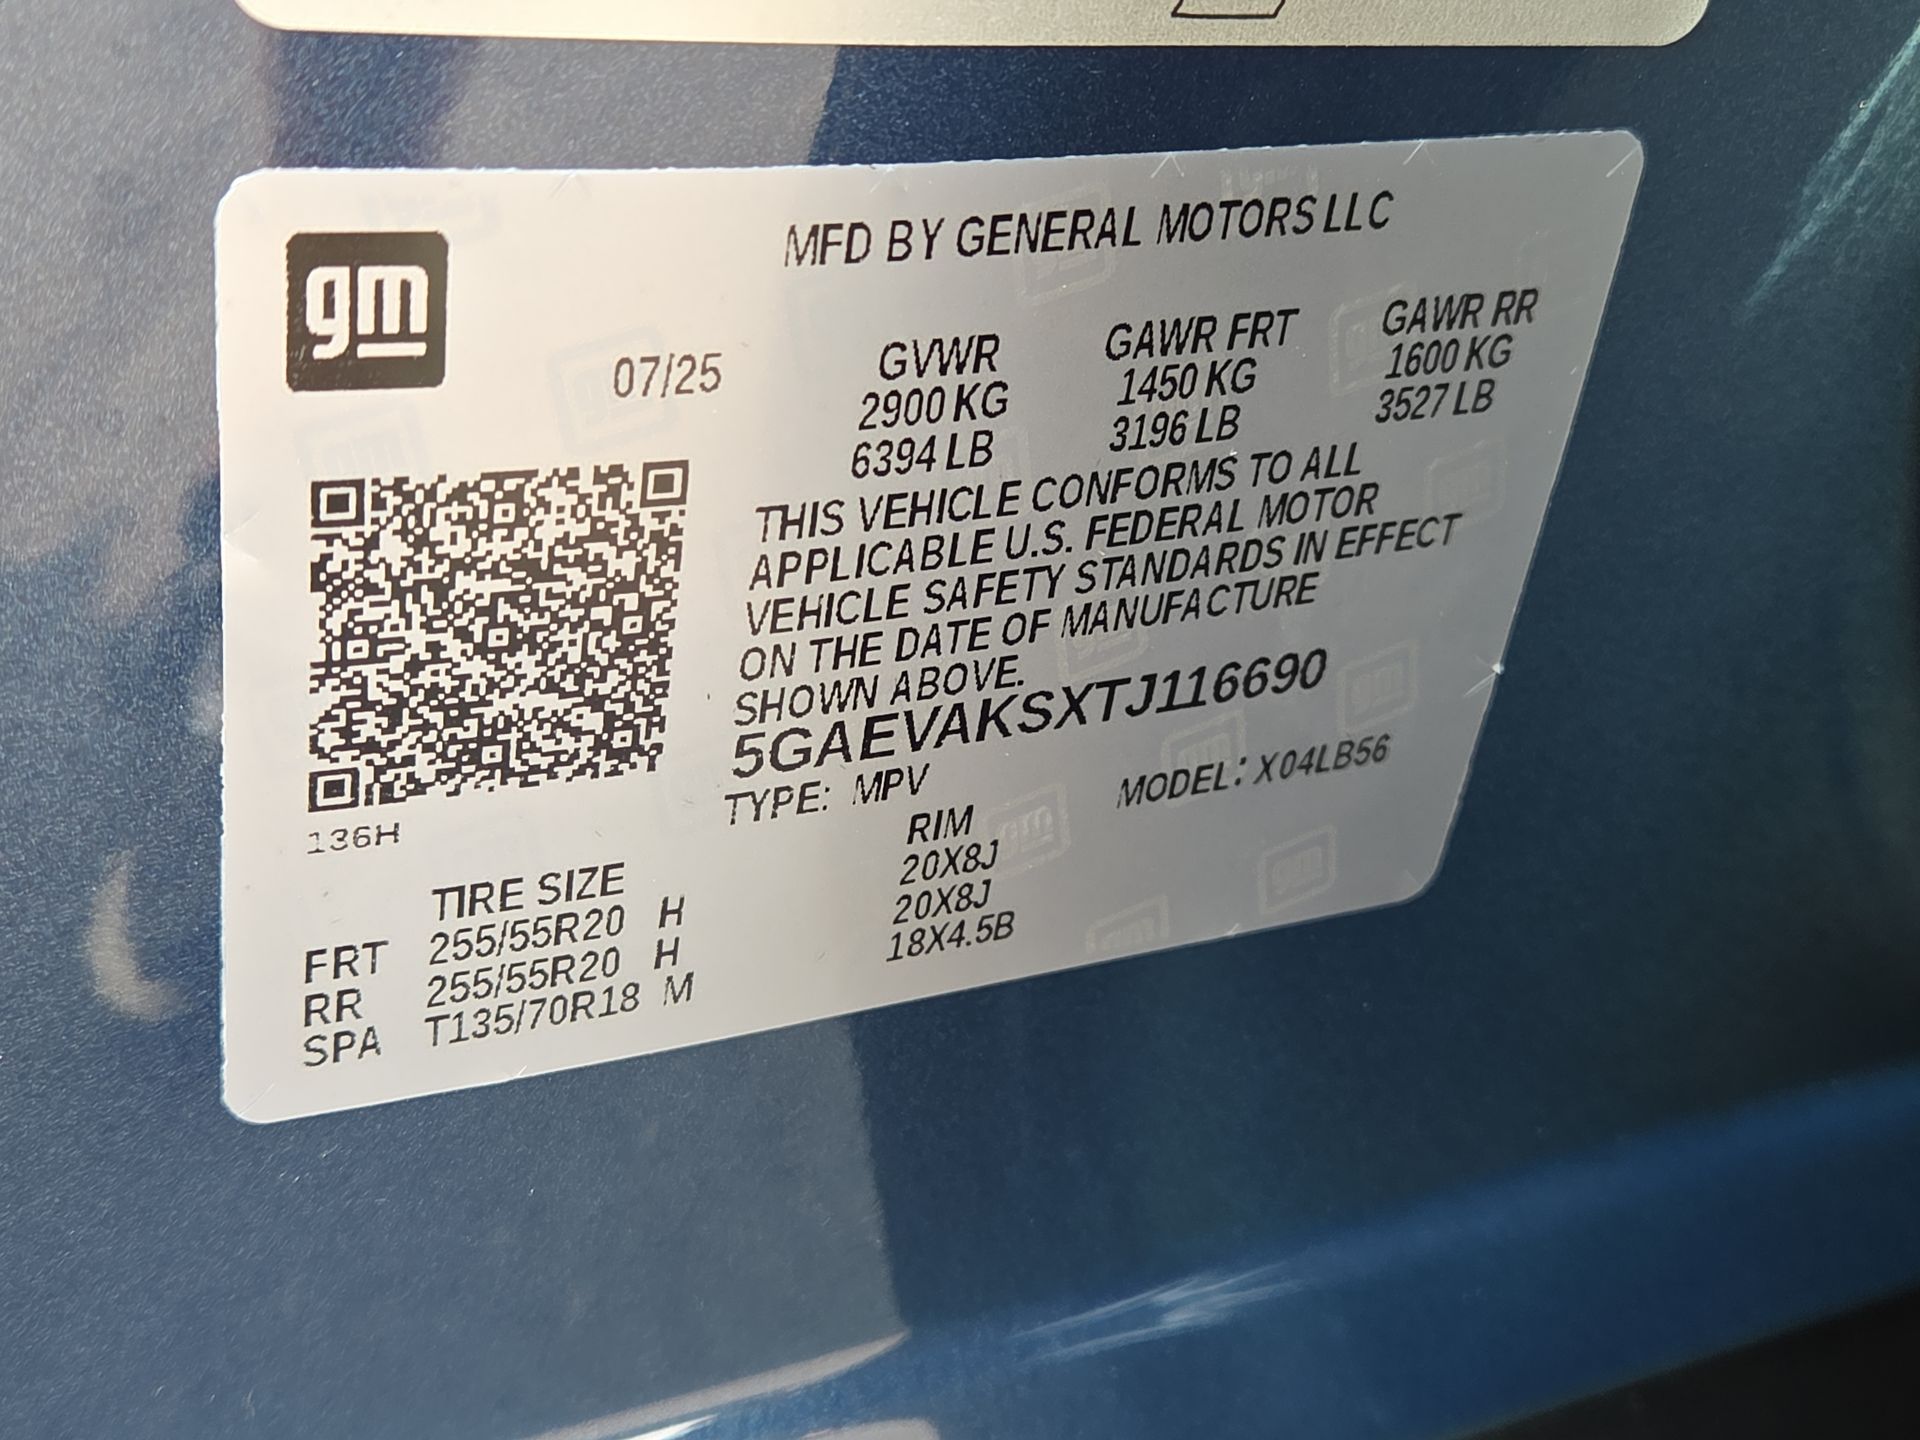 gm
MFD BY GENERAL MOTORS LLC
07/25
GVWR GAWR FRT GAWR RR
2900 KG 1450 KG 1600 KG
6394 LB 3196 LB 3527 LB
THIS VEHICLE CONFORMS TO ALL
APPLICABLE U.S. FEDERAL MOTOR
VEHICLE SAFETY STANDARDS IN EFFECT
ON THE DATE OF MANUFACTURE
SHOWN ABOVE.
5GAEVAKSXTJ116690
TYPE: MPV MODEL: X04LB56
136H
TIRE SIZE RIM
FRT 255/55R20 H 20X8J
RR 255/55R20 H 20X8J
SPA T135/70R18 M 18X4.5B